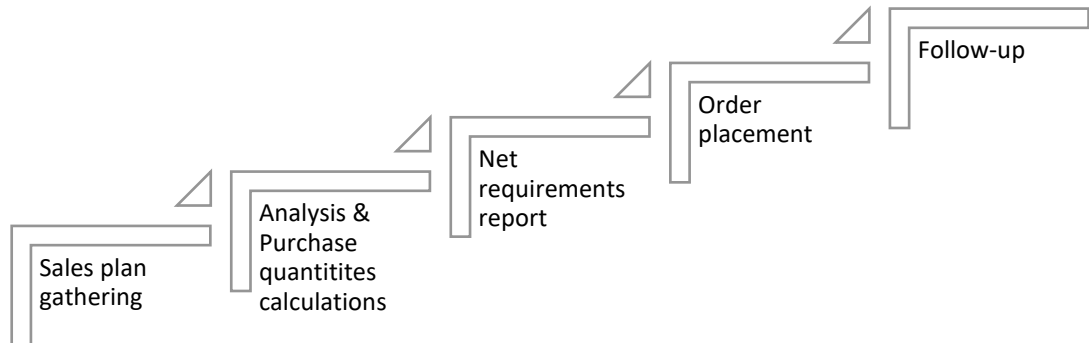 Sales plan
gathering
Analysis &
Purchase
quantitites
calculations
Net
requirements
report
Order
placement
Follow-up